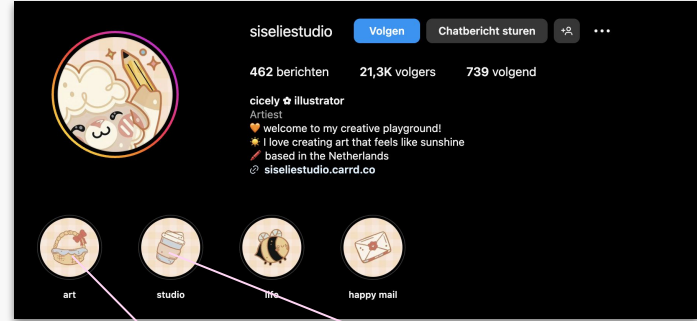 siseliestudio Volgen Chatbericht sturen
462 berichten 21,3K volgers 739 volgend
cicely ✿ illustrator
Artiest
🧡 welcome to my creative playground!
☀️ I love creating art that feels like sunshine
🖍️ based in the Netherlands
siseliestudio.carrd.co
art studio life happy mail